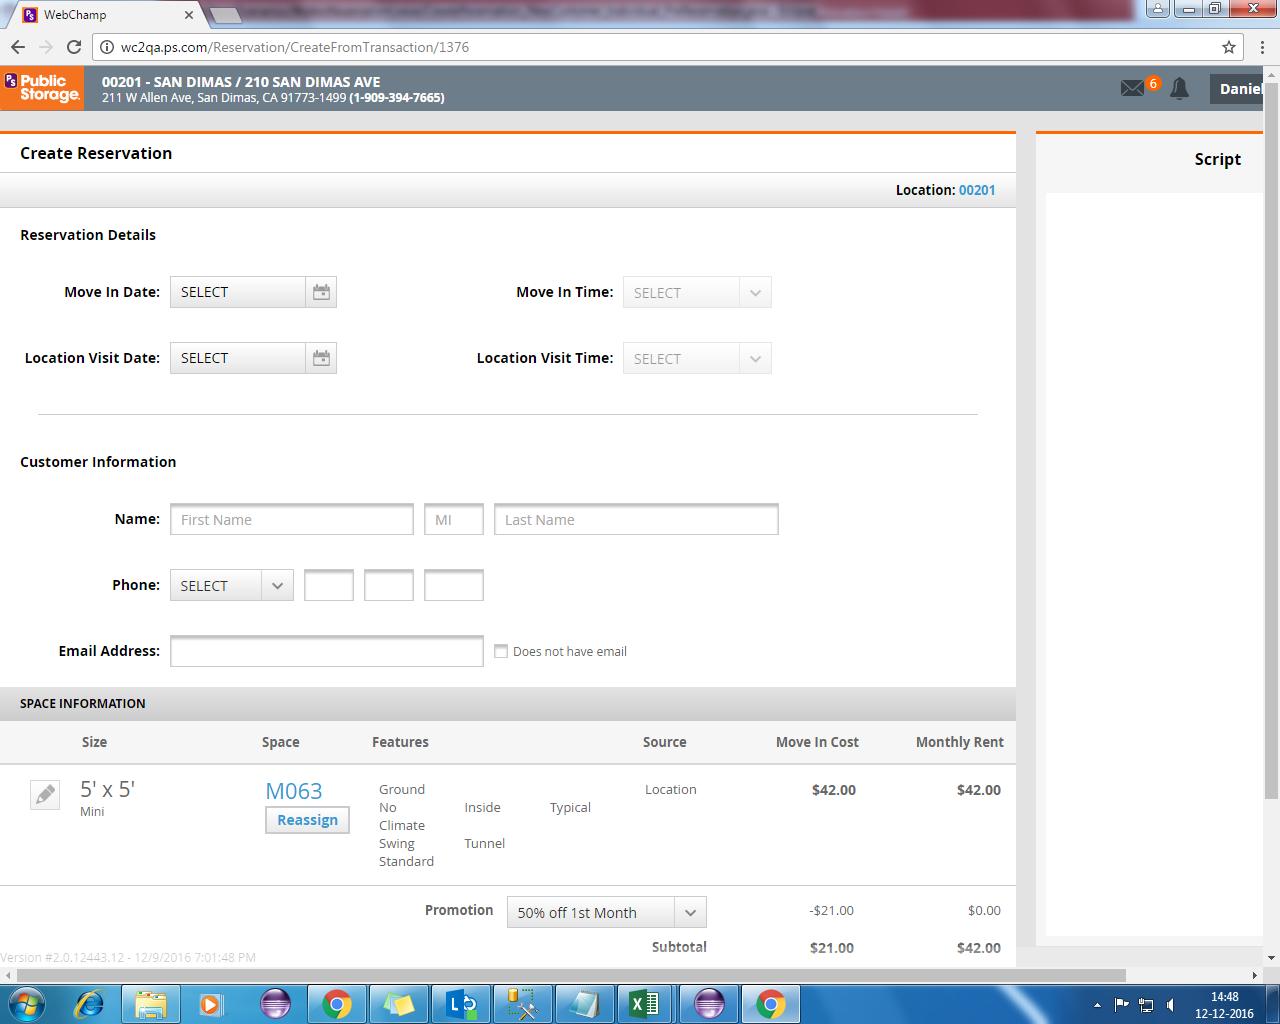 WebChamp
wc2qa.ps.com/Reservation/CreateFromTransaction/1376
PS Public Storage.
00201 - SAN DIMAS / 210 SAN DIMAS AVE
211 W Allen Ave, San Dimas, CA 91773-1499 (1-909-394-7665)
6
Daniel
Create Reservation
Script
Location: 00201
Reservation Details
Move In Date: SELECT
Move In Time: SELECT
Location Visit Date: SELECT
Location Visit Time: SELECT
Customer Information
Name: First Name MI Last Name
Phone: SELECT
Email Address:
Does not have email
SPACE INFORMATION
Size Space Features Source Move In Cost Monthly Rent
5' x 5' M063 Ground Location $42.00 $42.00
Mini Reassign No Climate Inside Typical
Swing Tunnel
Standard
Promotion 50% off 1st Month -$21.00 $0.00
Subtotal $21.00 $42.00
Version #2.0.12443.12 - 12/9/2016 7:01:48 PM
14:48
12-12-2016